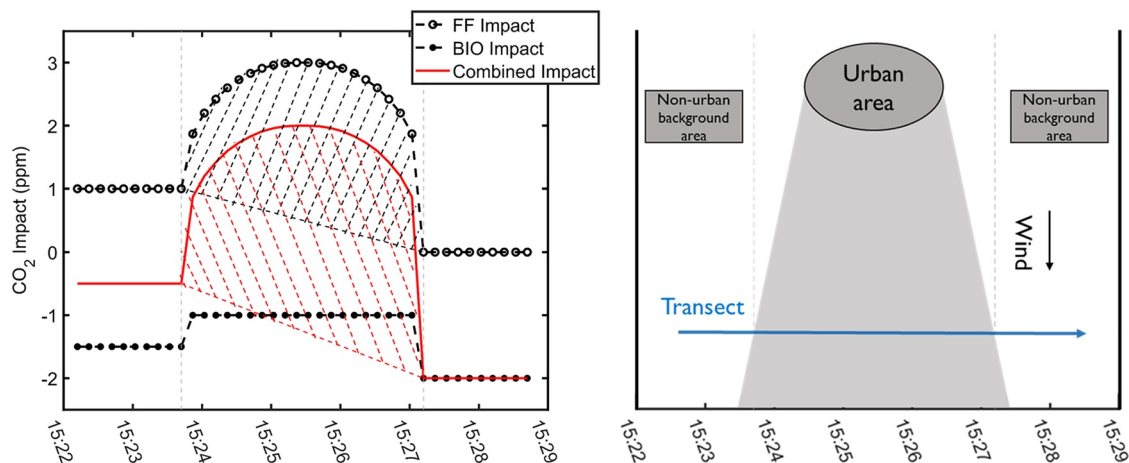 FF Impact
BIO Impact
Combined Impact
CO2 Impact (ppm)
3
2
1
0
-1
-2
15:22
15:23
15:24
15:25
15:26
15:27
15:28
15:29
Urban
area
Non-urban
background
area
Non-urban
background
area
Wind
Transect
15:22
15:23
15:24
15:25
15:26
15:27
15:28
15:29